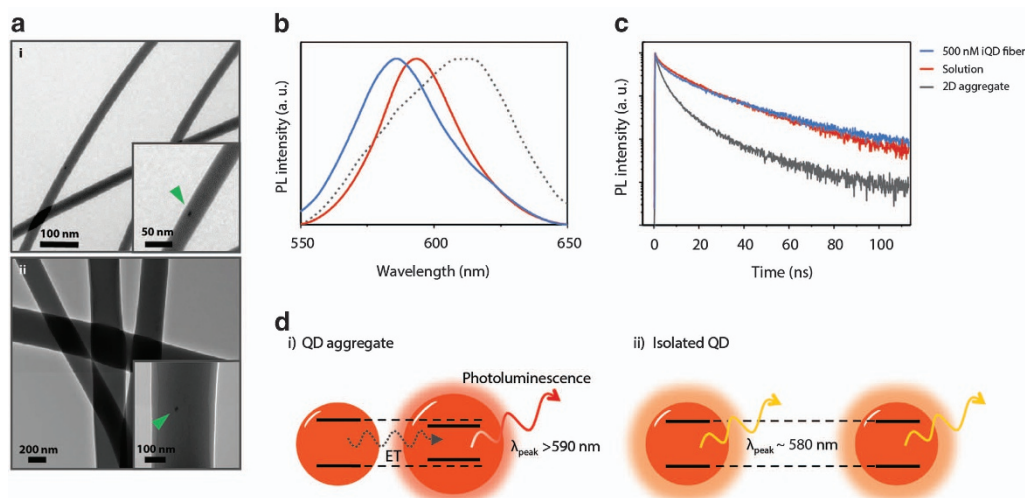 a
i
100 nm
50 nm
ii
200 nm
100 nm
b
PL intensity (a. u.)
550
600
650
Wavelength (nm)
c
PL intensity (a. u.)
0
20
40
60
80
100
Time (ns)
500 nM iQD fiber
Solution
2D aggregate
d
i) QD aggregate
Photoluminescence
ET
λpeak >590 nm
ii) Isolated QD
λpeak ~ 580 nm